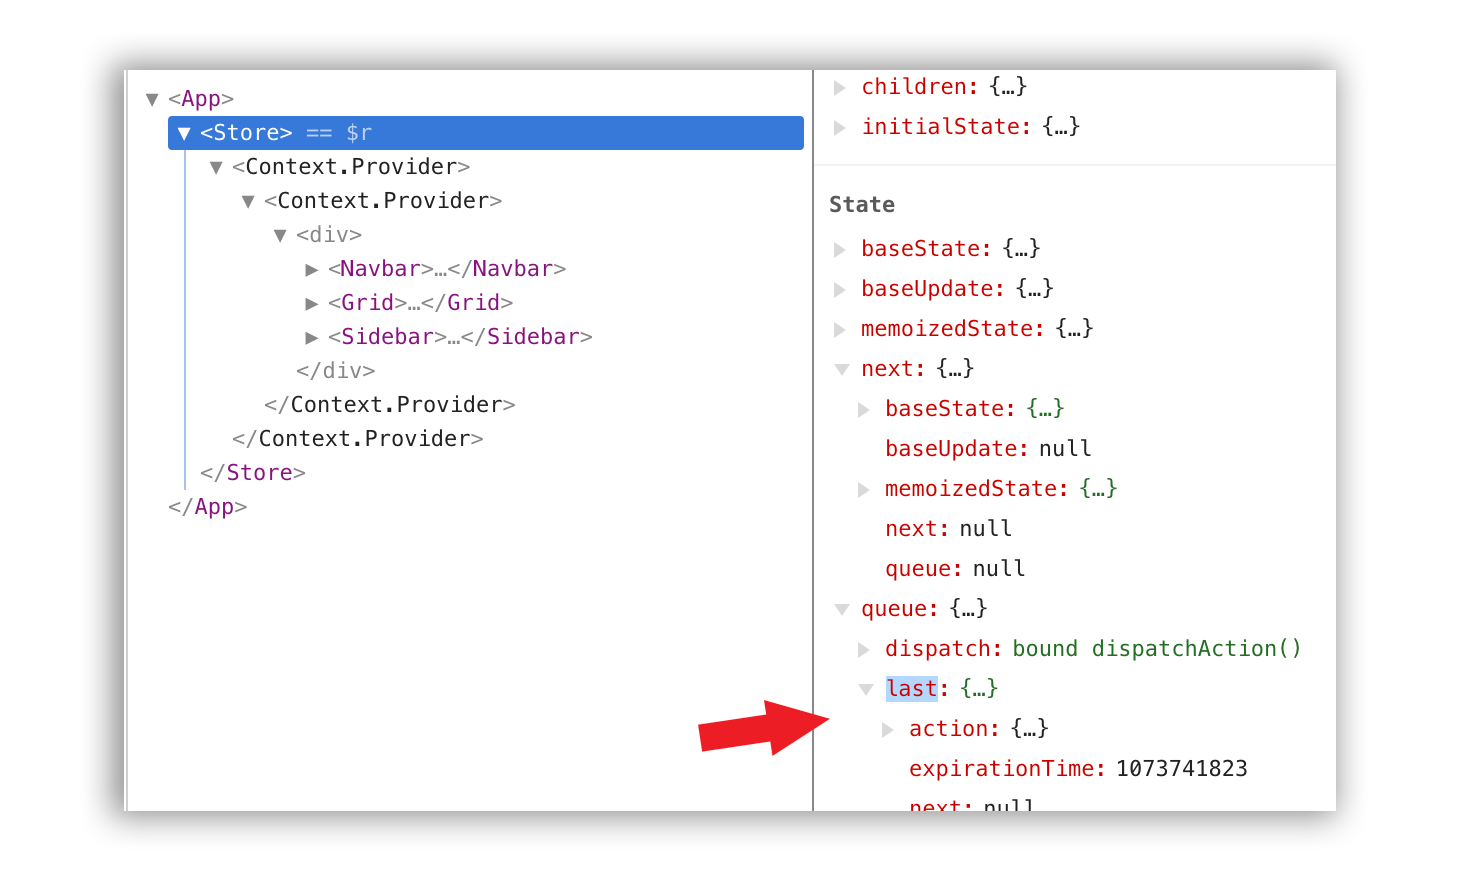 ▼ <App>
▼ <Store> == $r
▼ <Context.Provider>
▼ <Context.Provider>
▼ <div>
▶ <Navbar>…</Navbar>
▶ <Grid>…</Grid>
▶ <Sidebar>…</Sidebar>
</div>
</Context.Provider>
</Context.Provider>
</Store>
</App>
children: {…}
initialState: {…}
State
baseState: {…}
baseUpdate: {…}
memoizedState: {…}
next: {…}
baseState: {…}
baseUpdate: null
memoizedState: {…}
next: null
queue: null
queue: {…}
dispatch: bound dispatchAction()
last: {…}
action: {…}
expirationTime: 1073741823
next: null